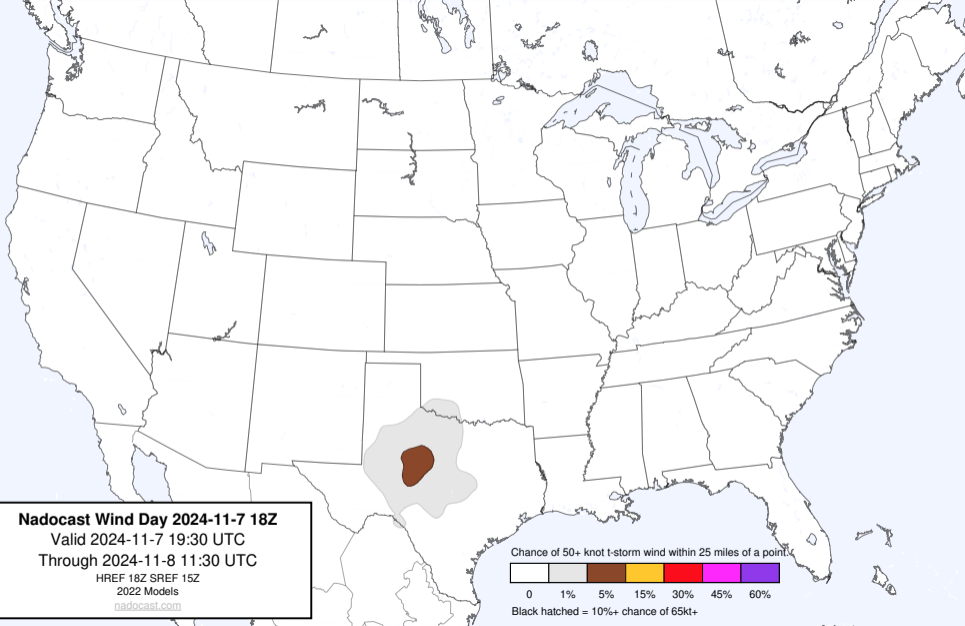 Nadocast Wind Day 2024-11-7 18Z
Valid 2024-11-7 19:30 UTC
Through 2024-11-8 11:30 UTC
HREF 18Z SREF 15Z
2022 Models
nadocast.com
Chance of 50+ knot t-storm wind within 25 miles of a point.
0 1% 5% 15% 30% 45% 60%
Black hatched = 10%+ chance of 65kt+